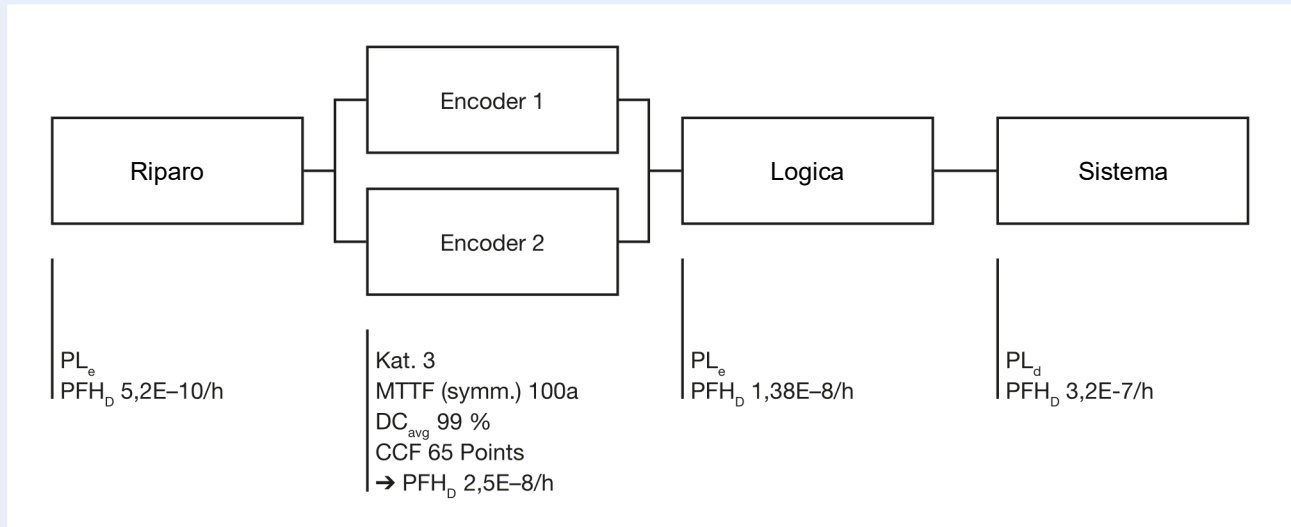 Riparo
Encoder 1
Encoder 2
Logica
Sistema
PLe
PFHD 5,2E–10/h
Kat. 3
MTTF (symm.) 100a
DCavg 99 %
CCF 65 Points
➔ PFHD 2,5E–8/h
PLe
PFHD 1,38E–8/h
PLd
PFHD 3,2E-7/h